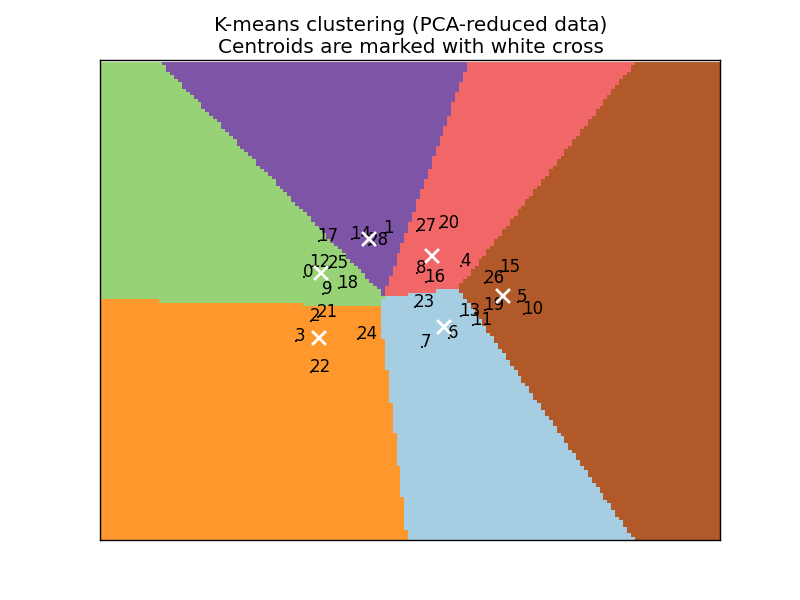 K-means clustering (PCA-reduced data)
Centroids are marked with white cross
1
27 20
17 14 28
12 25 8 4 15
0 16 26
9 18
23 5
2 21 13 19 10
11
3 24 7 6
22